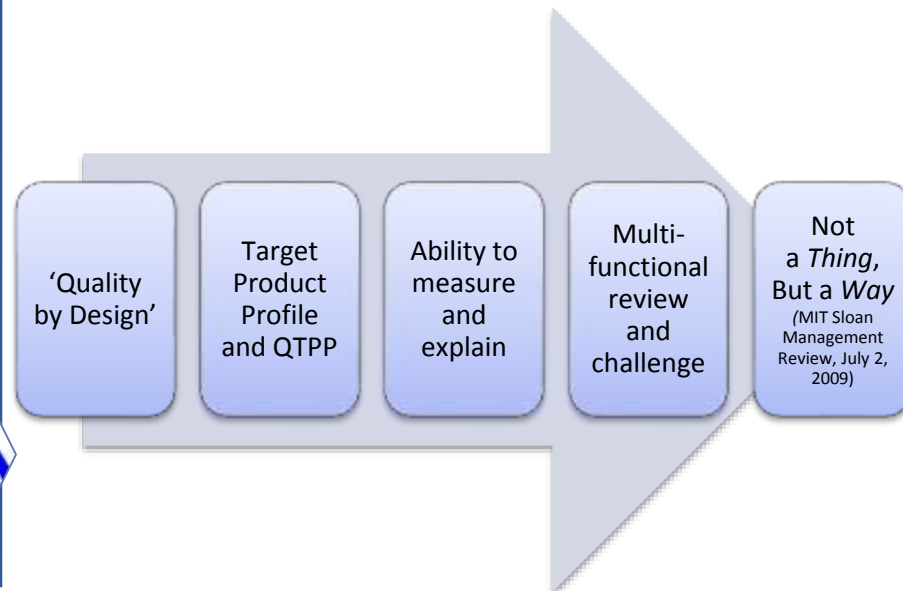 ‘Quality
by Design’
Target
Product
Profile
and QTPP
Ability to
measure
and
explain
Multi-
functional
review
and
challenge
Not
a Thing,
But a Way
(MIT Sloan
Management
Review, July 2,
2009)